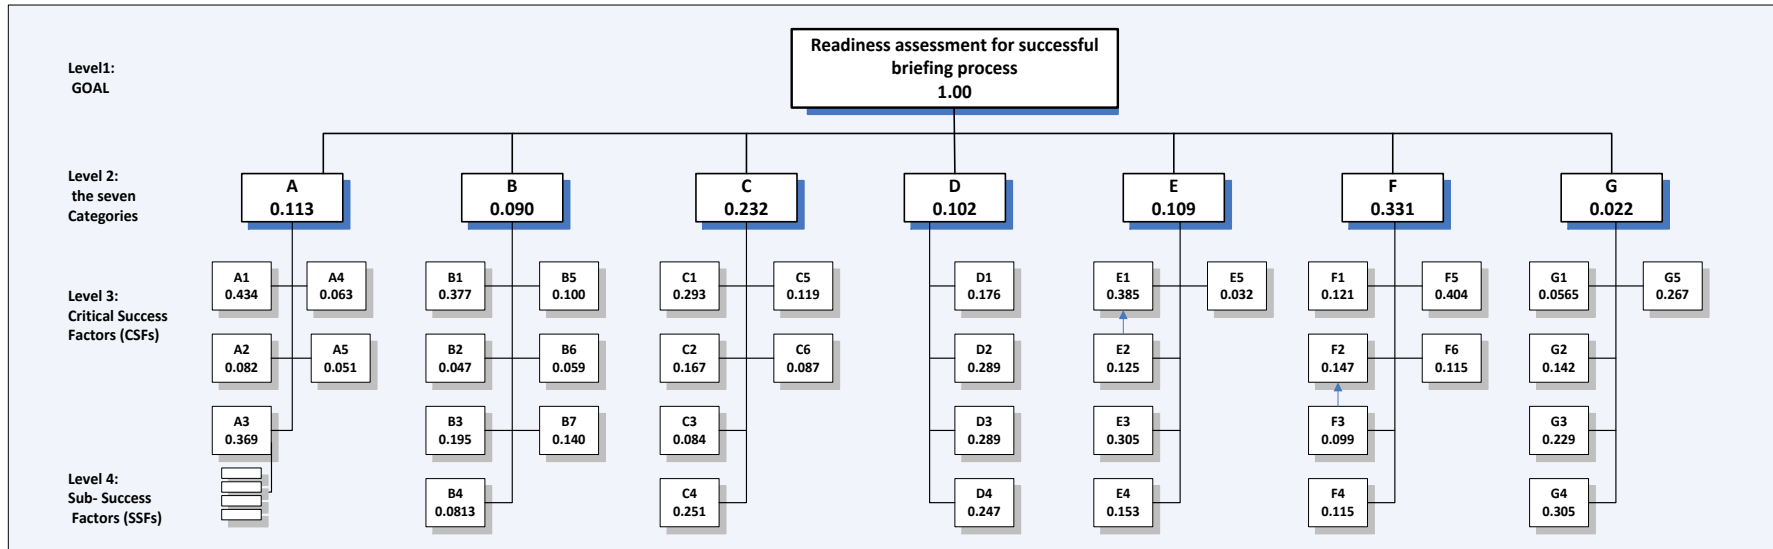 Readiness assessment for successful
briefing process
1.00
Level1:
GOAL
Level 2:
the seven
Categories
A
0.113
B
0.090
C
0.232
D
0.102
E
0.109
F
0.331
G
0.022
Level 3:
Critical Success
Factors (CSFs)
A1
0.434
A4
0.063
A2
0.082
A5
0.051
A3
0.369
B1
0.377
B5
0.100
B2
0.047
B6
0.059
B3
0.195
B7
0.140
B4
0.0813
C1
0.293
C5
0.119
C2
0.167
C6
0.087
C3
0.084
C4
0.251
D1
0.176
D2
0.289
D3
0.289
D4
0.247
E1
0.385
E5
0.032
E2
0.125
E3
0.305
E4
0.153
F1
0.121
F5
0.404
F2
0.147
F6
0.115
F3
0.099
F4
0.115
G1
0.0565
G5
0.267
G2
0.142
G3
0.229
G4
0.305
Level 4:
Sub- Success
Factors (SSFs)